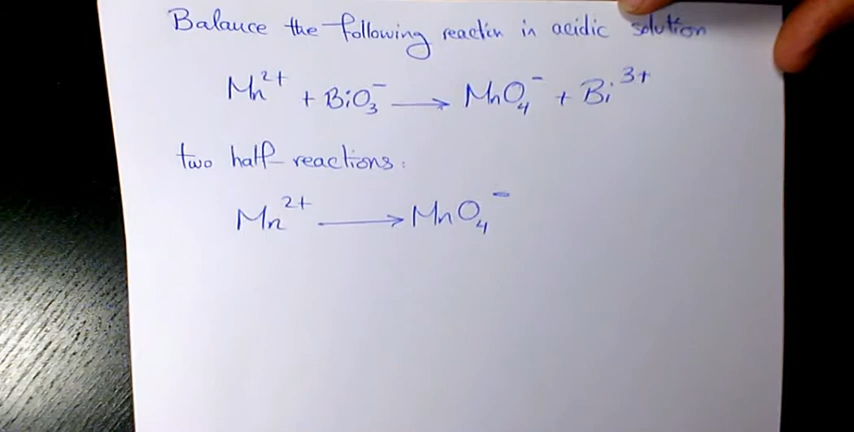 Balance the following reaction in acidic solution
Mn²⁺ + BiO₃⁻ ⟶ MnO₄⁻ + Bi³⁺
two half-reactions:
Mn²⁺ ⟶ MnO₄⁻